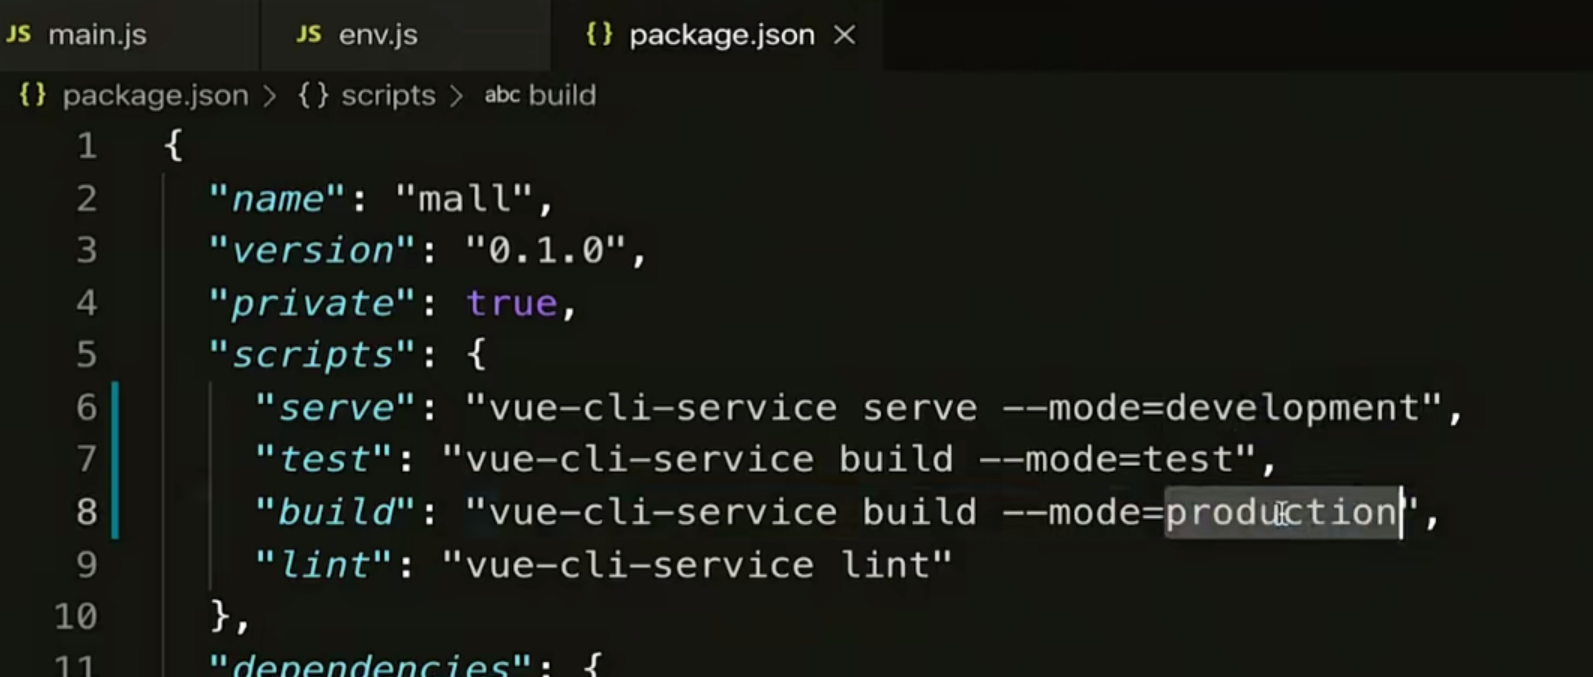 JS main.js JS env.js {} package.json ×
{} package.json > {} scripts > abc build
1 {
2 "name": "mall",
3 "version": "0.1.0",
4 "private": true,
5 "scripts": {
6 "serve": "vue-cli-service serve --mode=development",
7 "test": "vue-cli-service build --mode=test",
8 "build": "vue-cli-service build --mode=production",
9 "lint": "vue-cli-service lint"
10 },
11 "dependencies": {